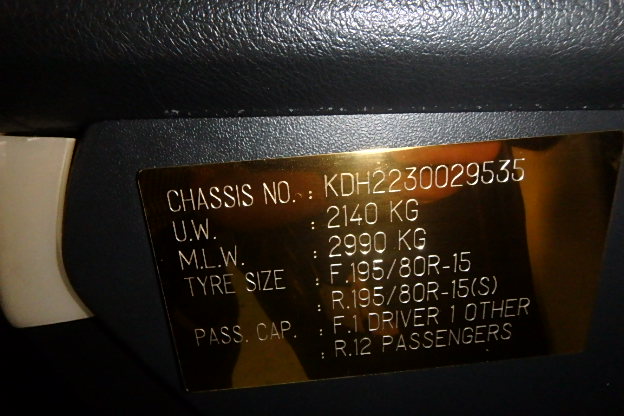 CHASSIS NO. : KDH2230029535
U.W. : 2140 KG
M.L.W. : 2990 KG
TYRE SIZE : F.195/80R-15
: R.195/80R-15(S)
PASS. CAP. : F.1 DRIVER 1 OTHER
: R.12 PASSENGERS